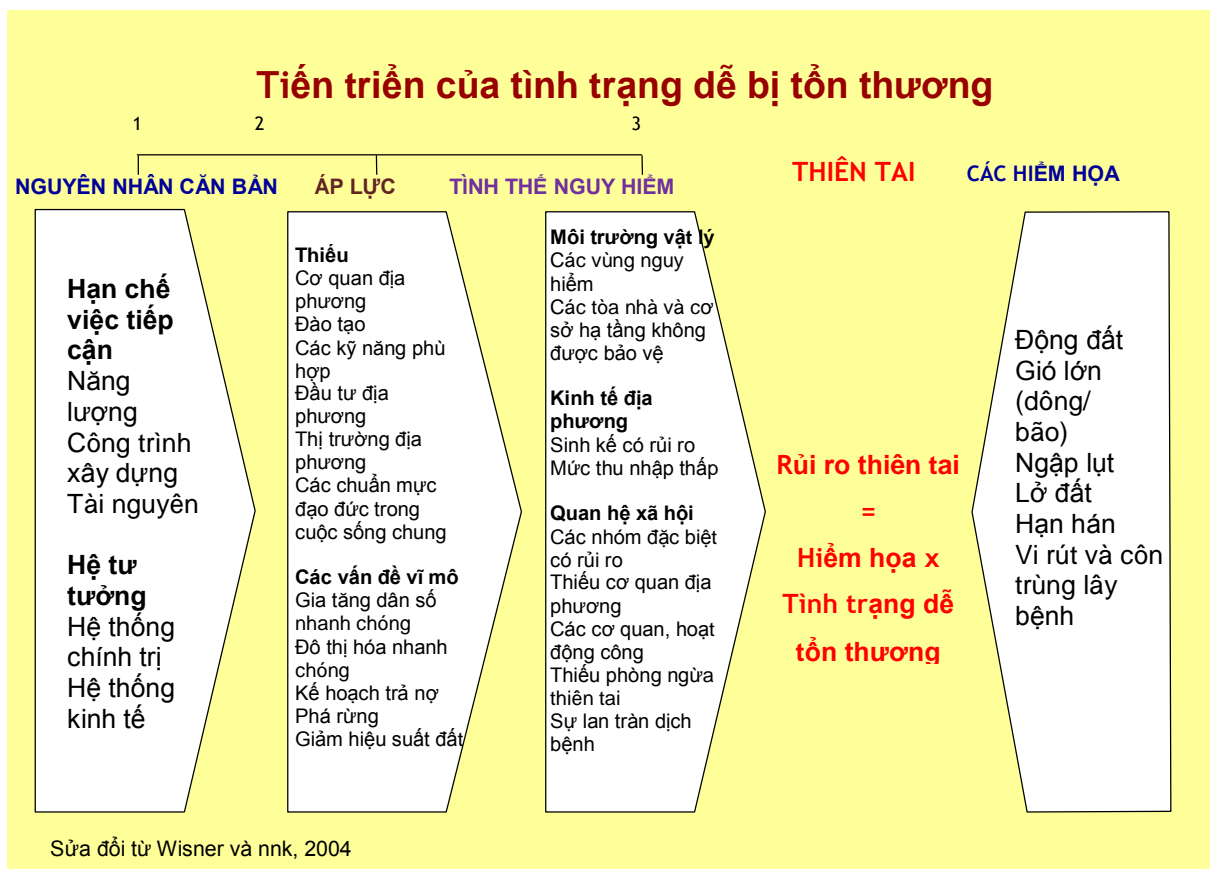 Tiến triển của tình trạng dễ bị tổn thương
1 2 3
NGUYÊN NHÂN CĂN BẢN ÁP LỰC TÌNH THẾ NGUY HIỂM THIÊN TAI CÁC HIỂM HỌA
Hạn chế
việc tiếp
cận
Năng
lượng
Công trình
xây dựng
Tài nguyên
Hệ tư
tưởng
Hệ thống
chính trị
Hệ thống
kinh tế
Thiếu
Cơ quan địa
phương
Đào tạo
Các kỹ năng phù
hợp
Đầu tư địa
phương
Thị trường địa
phương
Các chuẩn mực
đạo đức trong
cuộc sống chung
Các vấn đề vĩ mô
Gia tăng dân số
nhanh chóng
Đô thị hóa nhanh
chóng
Kế hoạch trả nợ
Phá rừng
Giảm hiệu suất đất
Môi trường vật lý
Các vùng nguy
hiểm
Các tòa nhà và cơ
sở hạ tầng không
được bảo vệ
Kinh tế địa
phương
Sinh kế có rủi ro
Mức thu nhập thấp
Quan hệ xã hội
Các nhóm đặc biệt
có rủi ro
Thiếu cơ quan địa
phương
Các cơ quan, hoạt
động công
Thiếu phòng ngừa
thiên tai
Sự lan tràn dịch
bệnh
Rủi ro thiên tai
=
Hiểm họa x
Tình trạng dễ
tổn thương
Động đất
Gió lớn
(dông/
bão)
Ngập lụt
Lở đất
Hạn hán
Vi rút và côn
trùng lây
bệnh
Sửa đổi từ Wisner và nnk, 2004